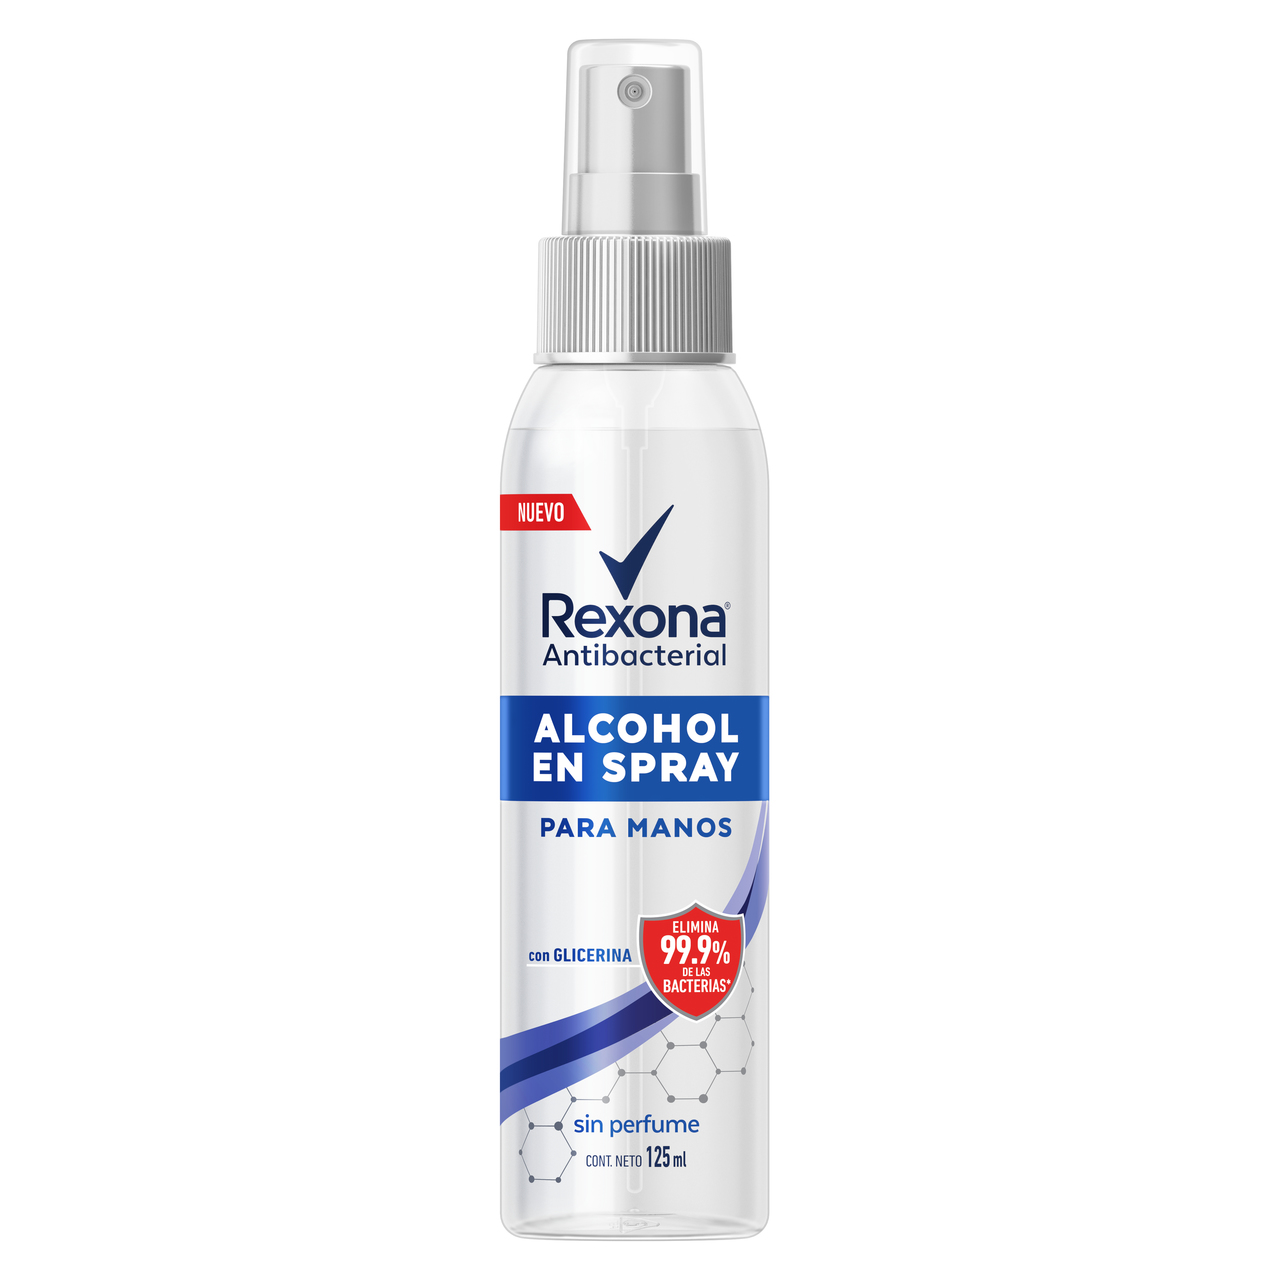 NUEVO
Rexona®
Antibacterial
ALCOHOL
EN SPRAY
PARA MANOS
ELIMINA
99.9%
DE LAS
BACTERIAS*
con GLICERINA
sin perfume
CONT. NETO 125 ml